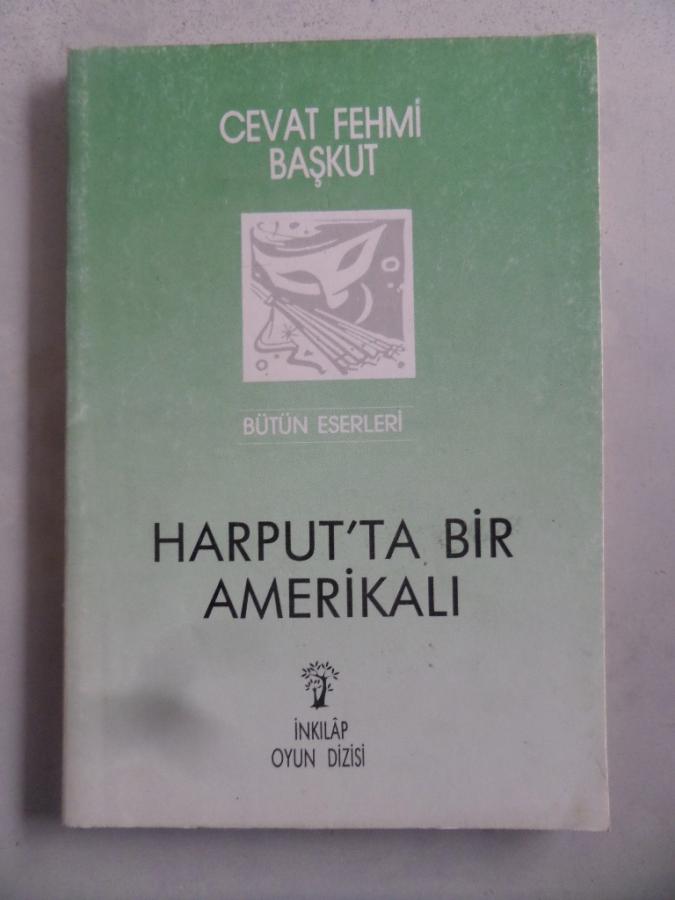 CEVAT FEHMİ
BAŞKUT
BÜTÜN ESERLERİ
HARPUT'TA BİR
AMERİKALI
İNKILÂP
OYUN DİZİSİ